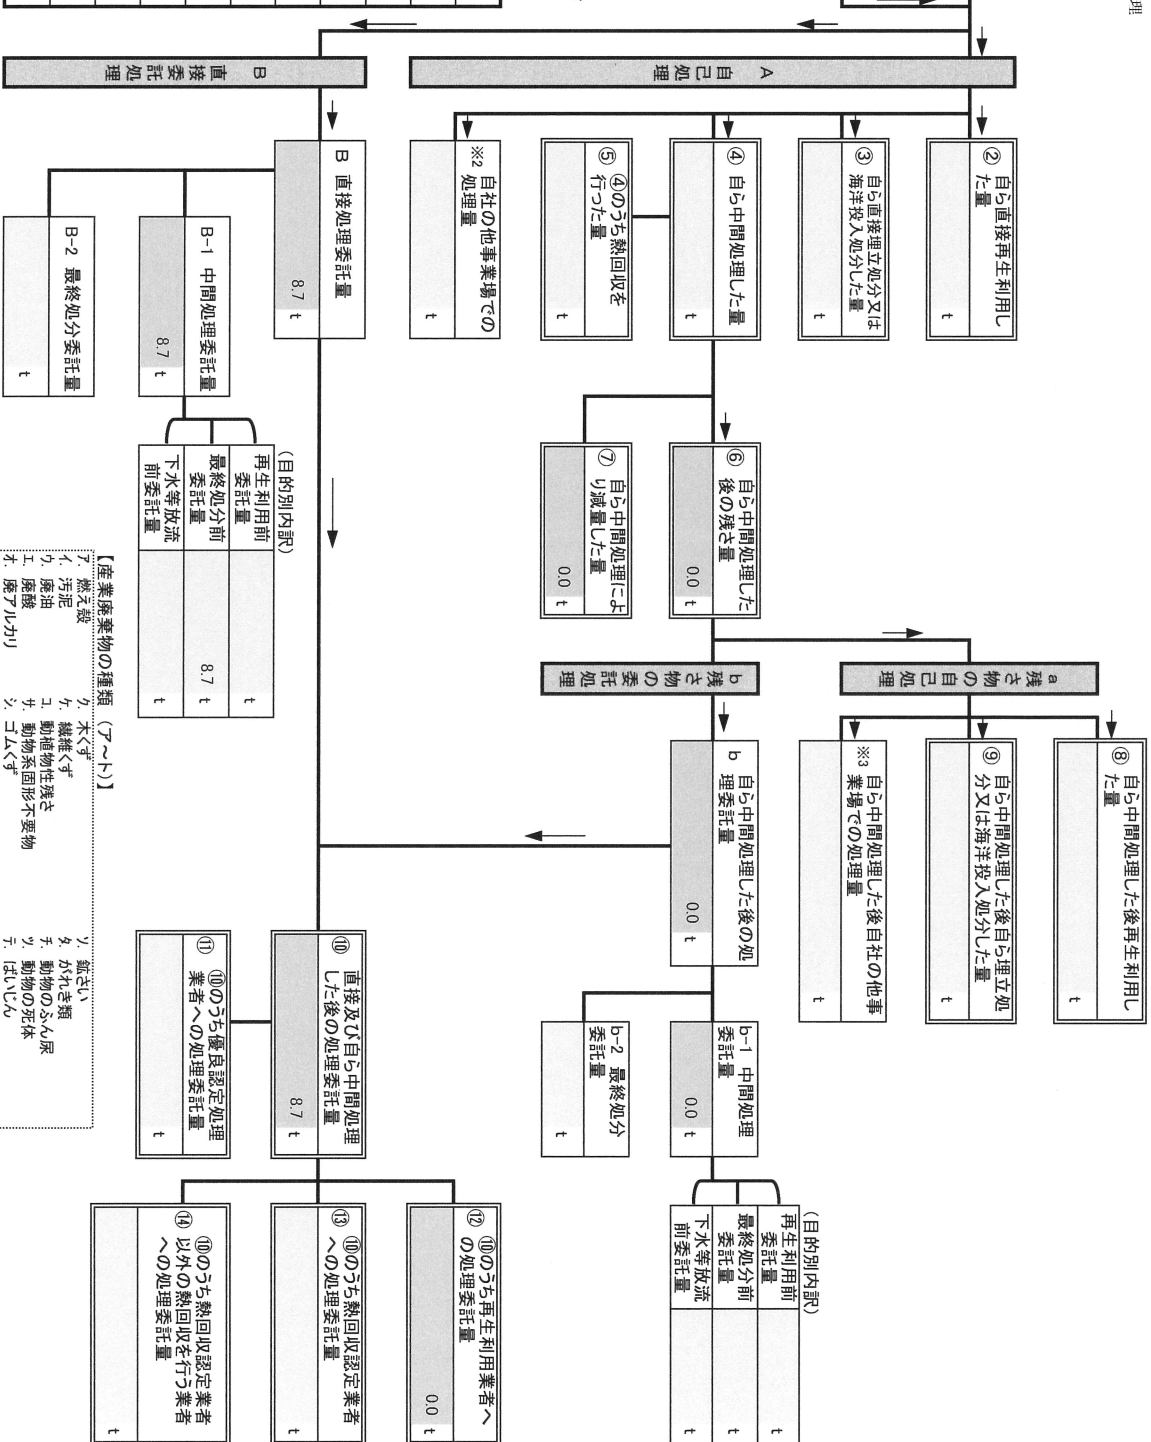 理
A 自己処理
B 直接委託処理
② 自ら直接再生利用し
た量
t
③ 自ら直接埋立処分又は
海洋投入処分した量
t
④ 自ら中間処理した量
t
⑤ ④のうち熱回収を
行った量
t
※2 自社の他事業場での
処理量
t
B 直接処理委託量
8.7 t
B-1 中間処理委託量
8.7 t
B-2 最終処分委託量
t
⑥ 自ら中間処理した
後の残さ量
0.0 t
⑦ 自ら中間処理によ
り減量した量
0.0 t
(目的別内訳)
再生利用前
委託量
t
最終処分前
委託量
8.7 t
下水等放流
前委託量
t
a 残さ物の自己処理
b 残さ物の委託処理
⑧ 自ら中間処理した後再生利用し
た量
t
⑨ 自ら中間処理した後自ら埋立処
分又は海洋投入処分した量
t
※3 自ら中間処理した後自社の他事
業場での処理量
t
b 自ら中間処理した後の処
理委託量
0.0 t
b-1 中間処理
委託量
0.0 t
b-2 最終処分
委託量
t
(目的別内訳)
再生利用前
委託量
t
最終処分前
委託量
t
下水等放流
前委託量
t
⑩ 直接及び自ら中間処理
した後の処理委託量
8.7 t
⑪ ⑩のうち優良認定処理
業者への処理委託量
t
⑫ ⑩のうち再生利用業者へ
の処理委託量
0.0 t
⑬ ⑩のうち熱回収認定業者
への処理委託量
t
⑭ ⑩のうち熱回収認定業者
以外の熱回収を行う業者
への処理委託量
t
【産業廃棄物の種類 (ア～ト)】
ア. 燃え殻 ク. 木くず ソ. 鉱さい
イ. 汚泥 ケ. 繊維くず タ. がれき類
ウ. 廃油 コ. 動植物性残さ チ. 動物のふん尿
エ. 廃酸 サ. 動物系固形不要物 ツ. 動物の死体
オ. 廃アルカリ シ. ゴムくず テ. ばいじん